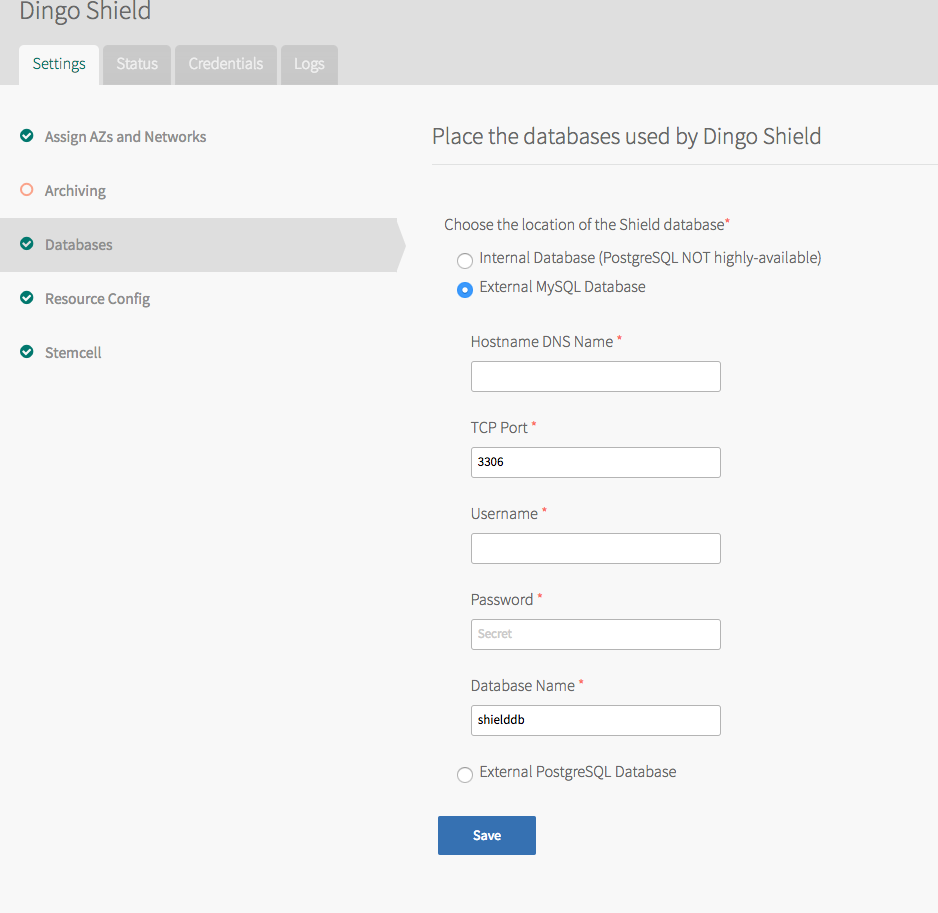 Dingo Shield
Settings
Status
Credentials
Logs
Assign AZs and Networks
Archiving
Databases
Resource Config
Stemcell
Place the databases used by Dingo Shield
Choose the location of the Shield database*
Internal Database (PostgreSQL NOT highly-available)
External MySQL Database
Hostname DNS Name *
TCP Port *
3306
Username *
Password *
Secret
Database Name *
shielddb
External PostgreSQL Database
Save